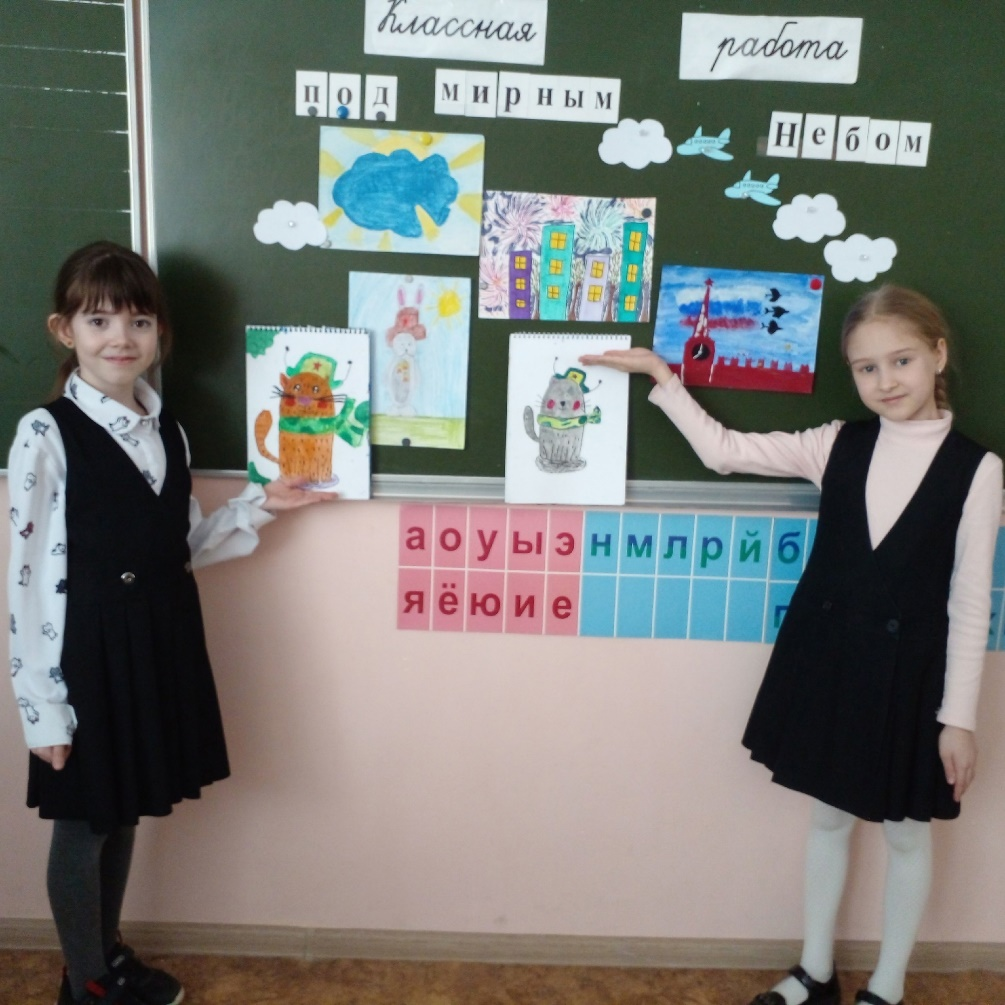 Классная работа
под мирным
Небом
а о у ы э н м л р й б
я ё ю и е